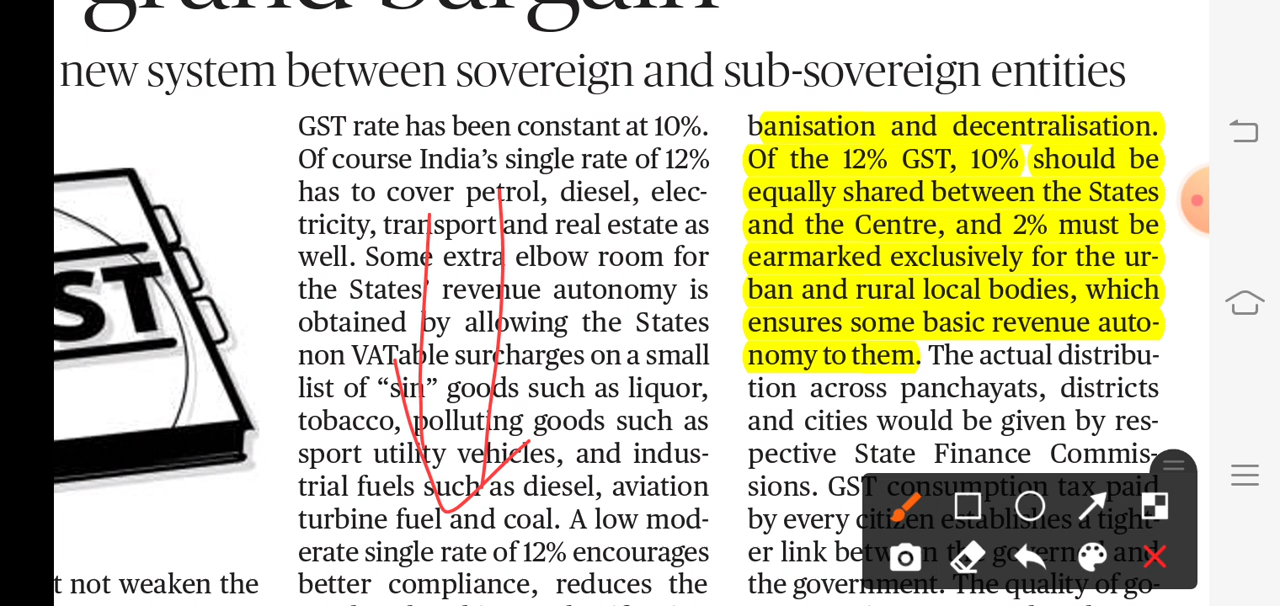 grand bargain
new system between sovereign and sub-sovereign entities
ST
t not weaken the
GST rate has been constant at 10%.
Of course India's single rate of 12%
has to cover petrol, diesel, elec-
tricity, transport and real estate as
well. Some extra elbow room for
the States' revenue autonomy is
obtained by allowing the States
non VATable surcharges on a small
list of “sin” goods such as liquor,
tobacco, polluting goods such as
sport utility vehicles, and indus-
trial fuels such as diesel, aviation
turbine fuel and coal. A low mod-
erate single rate of 12% encourages
better compliance, reduces the
banisation and decentralisation.
Of the 12% GST, 10% should be
equally shared between the States
and the Centre, and 2% must be
earmarked exclusively for the ur-
ban and rural local bodies, which
ensures some basic revenue auto-
nomy to them. The actual distribu-
tion across panchayats, districts
and cities would be given by res-
pective State Finance Commis-
sions. GST consumption tax paid
by every citizen establishes a tight-
er link between the governed and
the government. The quality of go-